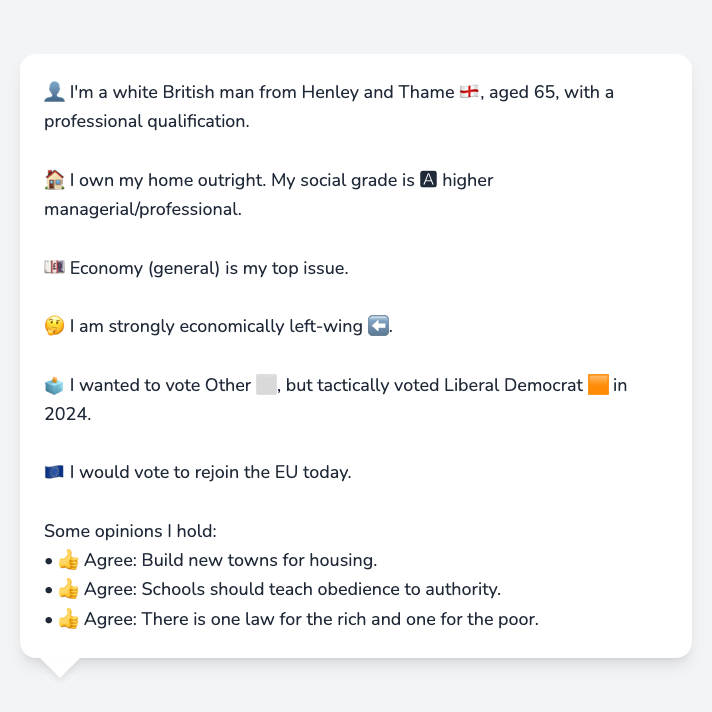 👤 I'm a white British man from Henley and Thame 🏴󠁧󠁢󠁥󠁮󠁧󠁿, aged 65, with a
professional qualification.
🏠 I own my home outright. My social grade is 🅰 higher
managerial/professional.
💷 Economy (general) is my top issue.
🤔 I am strongly economically left-wing ⬅️.
🗳️ I wanted to vote Other ⬜, but tactically voted Liberal Democrat 🟧 in
2024.
🇪🇺 I would vote to rejoin the EU today.
Some opinions I hold:
• 👍 Agree: Build new towns for housing.
• 👍 Agree: Schools should teach obedience to authority.
• 👍 Agree: There is one law for the rich and one for the poor.